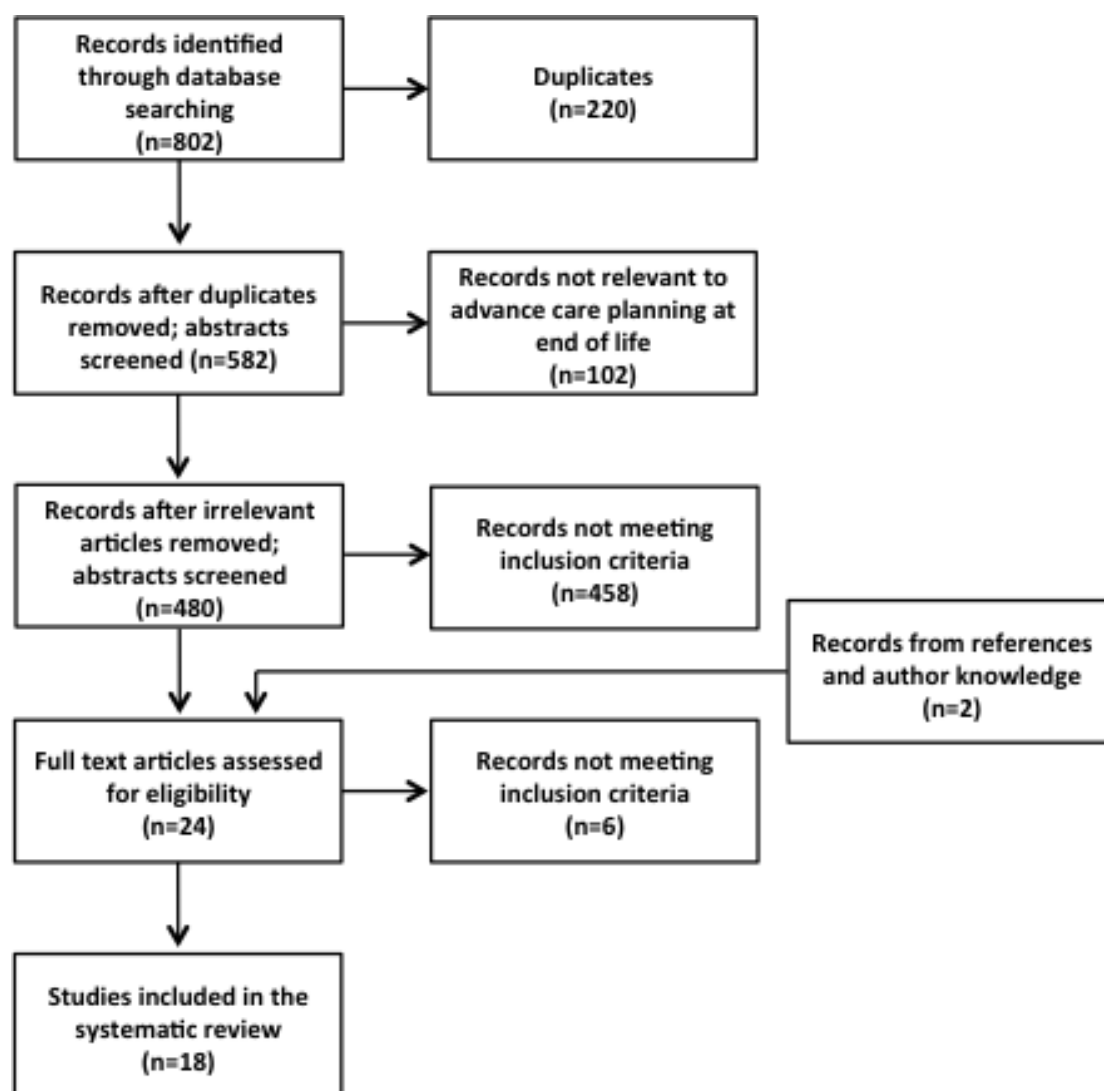 Records identified
through database
searching
(n=802)
Duplicates
(n=220)
Records after duplicates
removed; abstracts
screened (n=582)
Records not relevant to
advance care planning at
end of life
(n=102)
Records after irrelevant
articles removed;
abstracts screened
(n=480)
Records not meeting
inclusion criteria
(n=458)
Records from references
and author knowledge
(n=2)
Full text articles assessed
for eligibility
(n=24)
Records not meeting
inclusion criteria
(n=6)
Studies included in the
systematic review
(n=18)